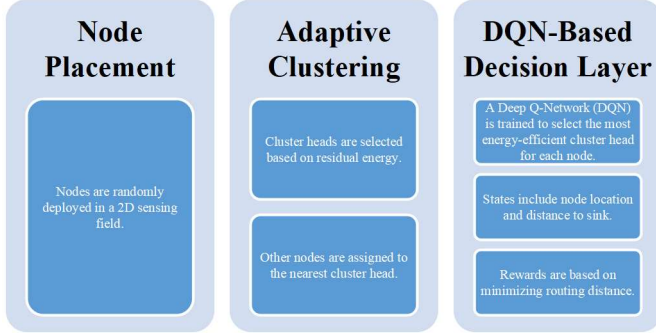 Node
Placement
Nodes are randomly
deployed in a 2D sensing
field.
Adaptive
Clustering
Cluster heads are selected
based on residual energy.
Other nodes are assigned to
the nearest cluster head.
DQN-Based
Decision Layer
A Deep Q-Network (DQN)
is trained to select the most
energy-efficient cluster head
for each node.
States include node location
and distance to sink.
Rewards are based on
minimizing routing distance.